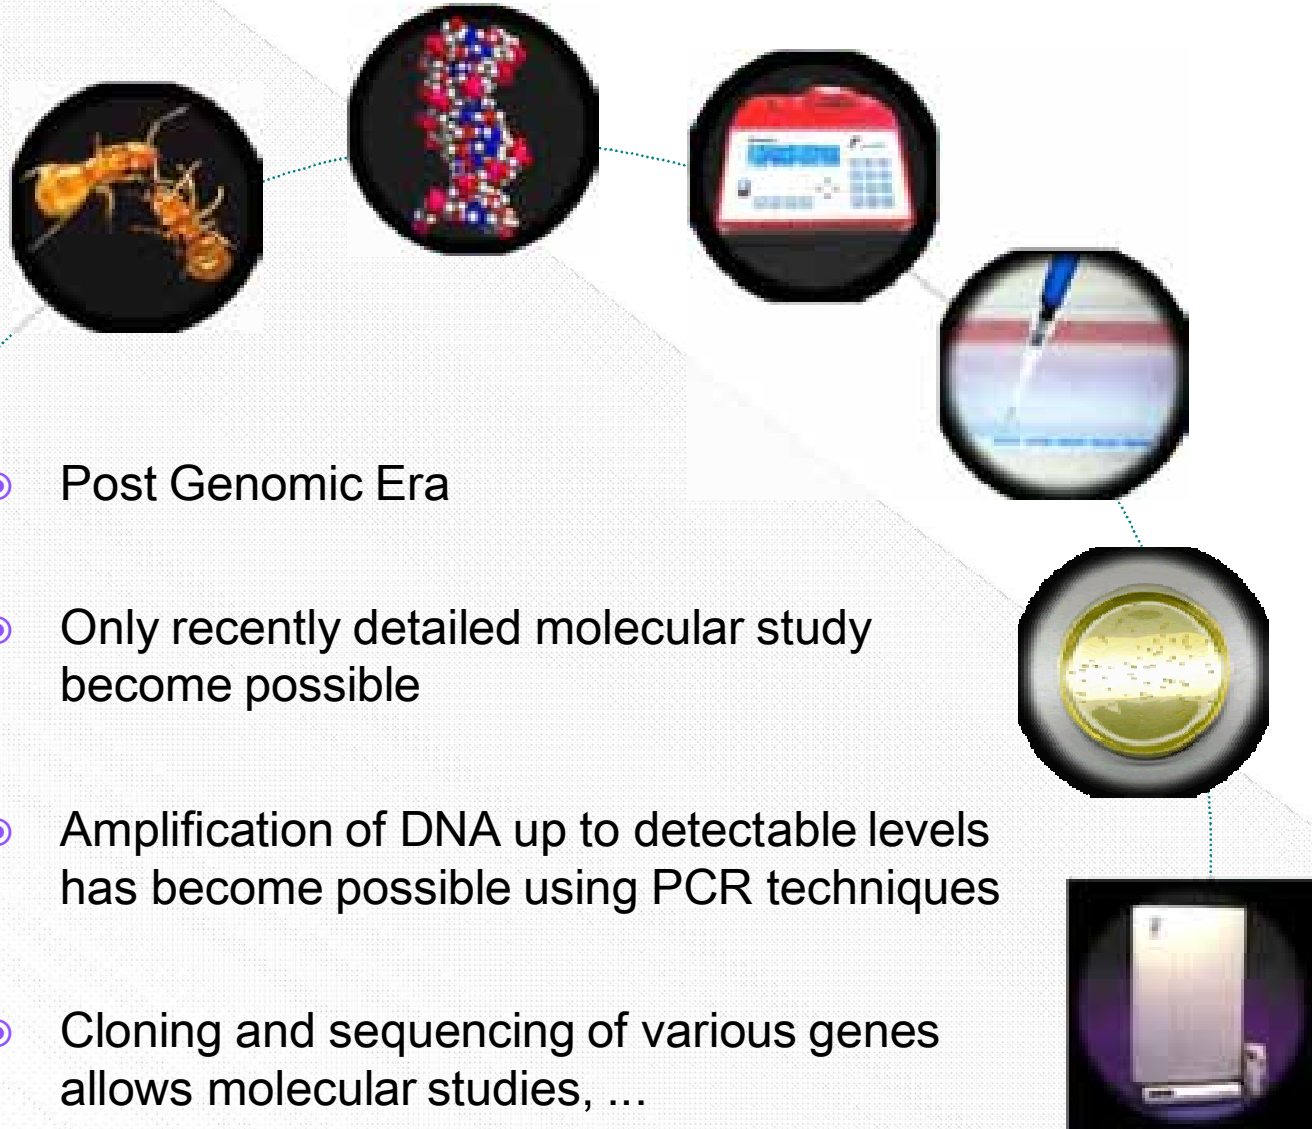 Post Genomic Era
Only recently detailed molecular study
become possible
Amplification of DNA up to detectable levels
has become possible using PCR techniques
Cloning and sequencing of various genes
allows molecular studies, ...